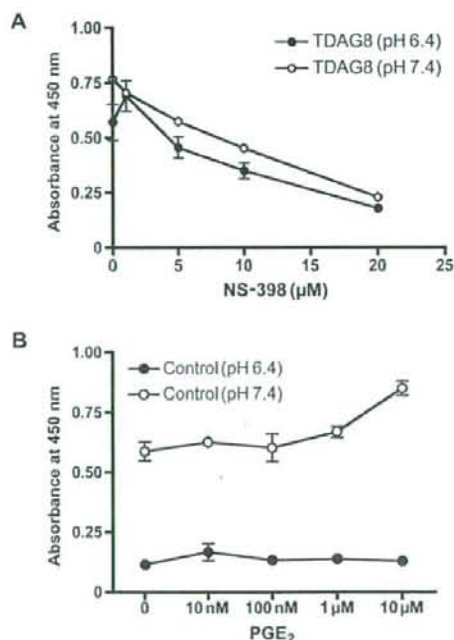 A
TDAG8 (pH 6.4)
TDAG8 (pH 7.4)
1.00
0.75
0.50
0.25
0
Absorbance at 450 nm
0 5 10 15 20 25
NS-398 (µM)
B
Control (pH 6.4)
Control (pH 7.4)
1.00
0.75
0.50
0.25
0
Absorbance at 450 nm
0 10 nM 100 nM 1 µM 10 µM
PGE₂